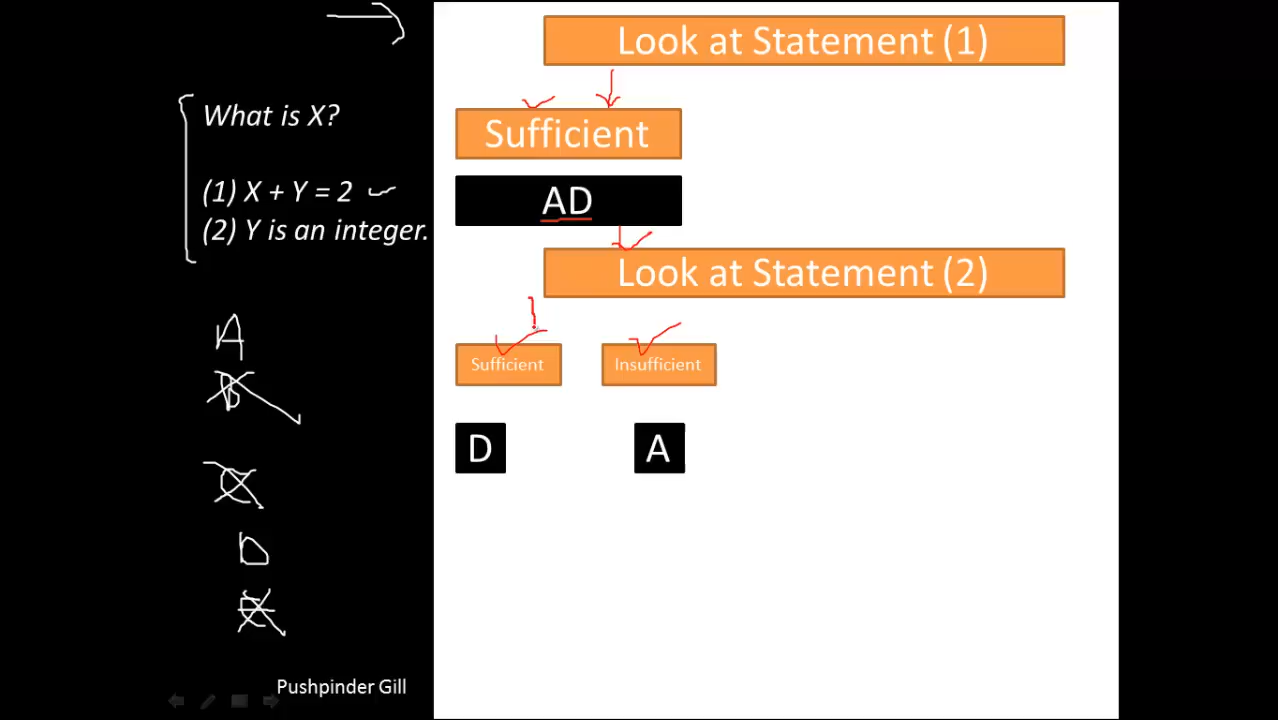 What is X?
(1) X + Y = 2
(2) Y is an integer.
A
B
C
D
E
Pushpinder Gill
Look at Statement (1)
Sufficient
AD
Look at Statement (2)
Sufficient
Insufficient
D
A